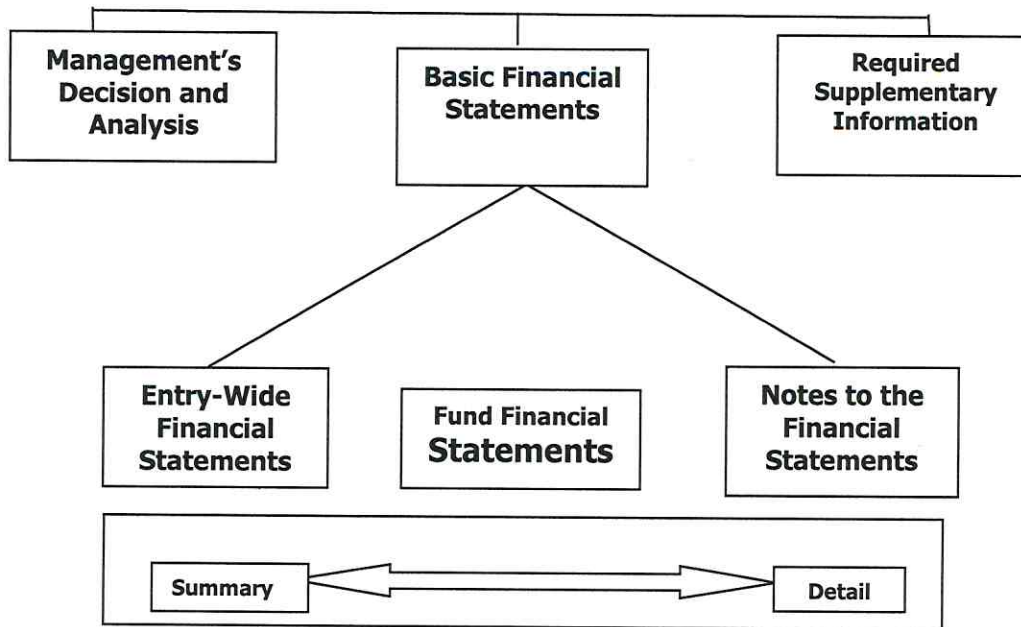 Management's
Decision and
Analysis
Basic Financial
Statements
Required
Supplementary
Information
Entry-Wide
Financial
Statements
Fund Financial
Statements
Notes to the
Financial
Statements
Summary
Detail